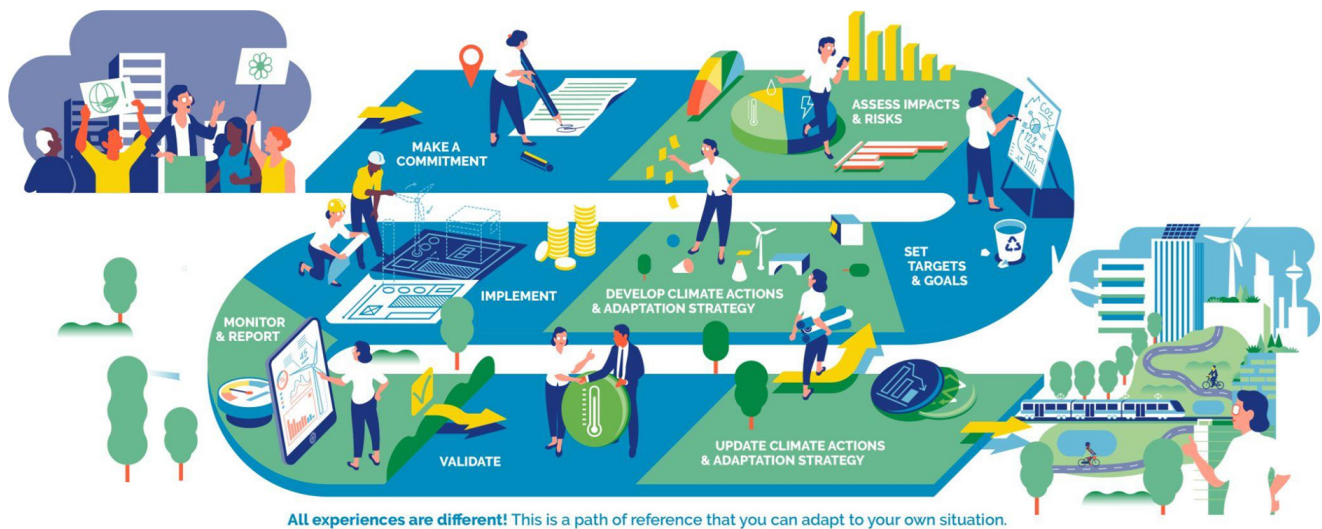 MAKE A
COMMITMENT
ASSESS IMPACTS
& RISKS
Co2
SET
TARGETS
& GOALS
DEVELOP CLIMATE ACTIONS
& ADAPTATION STRATEGY
IMPLEMENT
MONITOR
& REPORT
45
VALIDATE
UPDATE CLIMATE ACTIONS
& ADAPTATION STRATEGY
All experiences are different! This is a path of reference that you can adapt to your own situation.